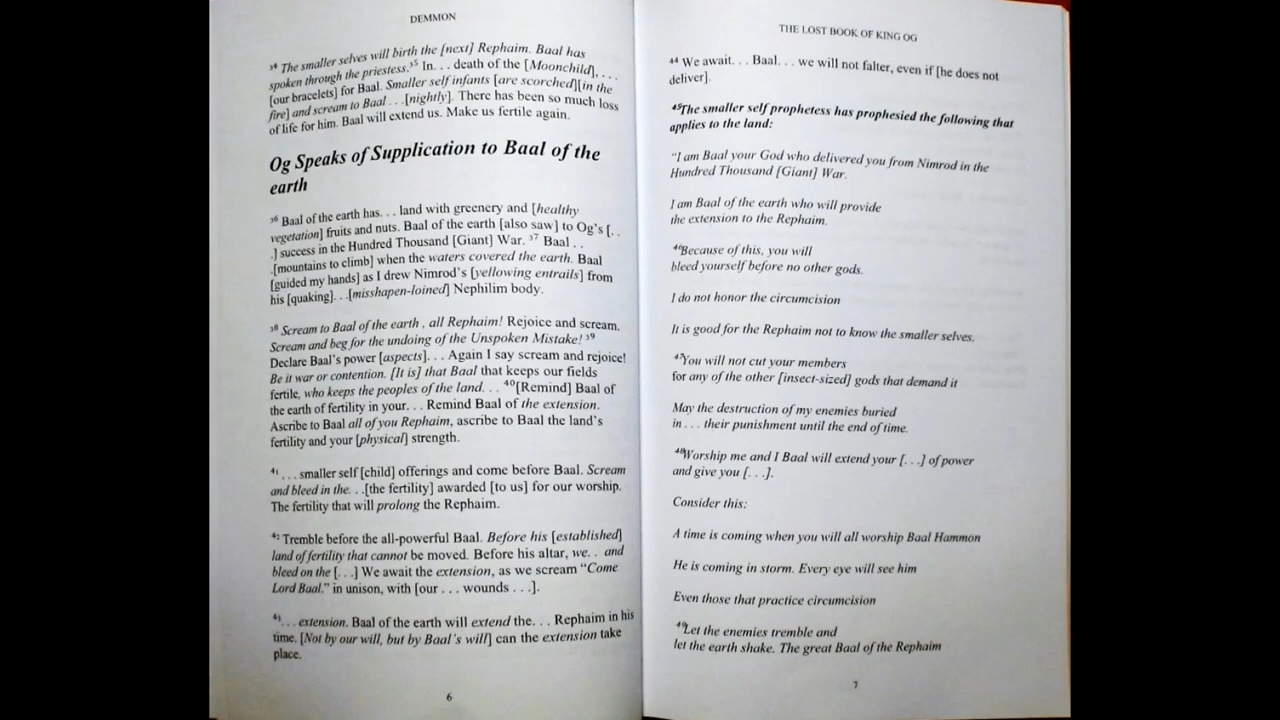 DEMMON
³⁴ The smaller selves will birth the [next] Rephaim. Baal has
spoken through the priestess.³⁵ In. . . death of the [Moonchild], . . .
[our bracelets] for Baal. Smaller self infants [are scorched][in the
fire] and scream to Baal . . .[nightly]. There has been so much loss
of life for him. Baal will extend us. Make us fertile again.
Og Speaks of Supplication to Baal of the
earth
³⁶ Baal of the earth has. . . land with greenery and [healthy
vegetation] fruits and nuts. Baal of the earth [also saw] to Og's [. .
.] success in the Hundred Thousand [Giant] War. ³⁷ Baal . .
.[mountains to climb] when the waters covered the earth. Baal
[guided my hands] as I drew Nimrod's [yellowing entrails] from
his [quaking]. . .[misshapen-loined] Nephilim body.
³⁸ Scream to Baal of the earth , all Rephaim! Rejoice and scream.
Scream and beg for the undoing of the Unspoken Mistake! ³⁹
Declare Baal's power [aspects]. . . Again I say scream and rejoice!
Be it war or contention. [It is] that Baal that keeps our fields
fertile, who keeps the peoples of the land. . . ⁴⁰[Remind] Baal of
the earth of fertility in your. . . Remind Baal of the extension.
Ascribe to Baal all of you Rephaim, ascribe to Baal the land's
fertility and your [physical] strength.
⁴¹ . . . smaller self [child] offerings and come before Baal. Scream
and bleed in the. . .[the fertility] awarded [to us] for our worship.
The fertility that will prolong the Rephaim.
⁴² Tremble before the all-powerful Baal. Before his [established]
land of fertility that cannot be moved. Before his altar, we. . and
bleed on the [. . .] We await the extension, as we scream “Come
Lord Baal.” in unison, with [our . . . wounds . . .].
⁴³. . . extension. Baal of the earth will extend the. . . Rephaim in his
time. [Not by our will, but by Baal's will] can the extension take
place.
6
THE LOST BOOK OF KING OG
⁴⁴ We await. . . Baal. . . we will not falter, even if [he does not
deliver].
⁴⁵The smaller self prophetess has prophesied the following that
applies to the land:
“I am Baal your God who delivered you from Nimrod in the
Hundred Thousand [Giant] War.
I am Baal of the earth who will provide
the extension to the Rephaim.
⁴⁶Because of this, you will
bleed yourself before no other gods.
I do not honor the circumcision
It is good for the Rephaim not to know the smaller selves.
⁴⁷You will not cut your members
for any of the other [insect-sized] gods that demand it
May the destruction of my enemies buried
in . . . their punishment until the end of time.
⁴⁸Worship me and I Baal will extend your [. . .] of power
and give you [. . .].
Consider this:
A time is coming when you will all worship Baal Hammon
He is coming in storm. Every eye will see him
Even those that practice circumcision
⁴⁹Let the enemies tremble and
let the earth shake. The great Baal of the Rephaim
7